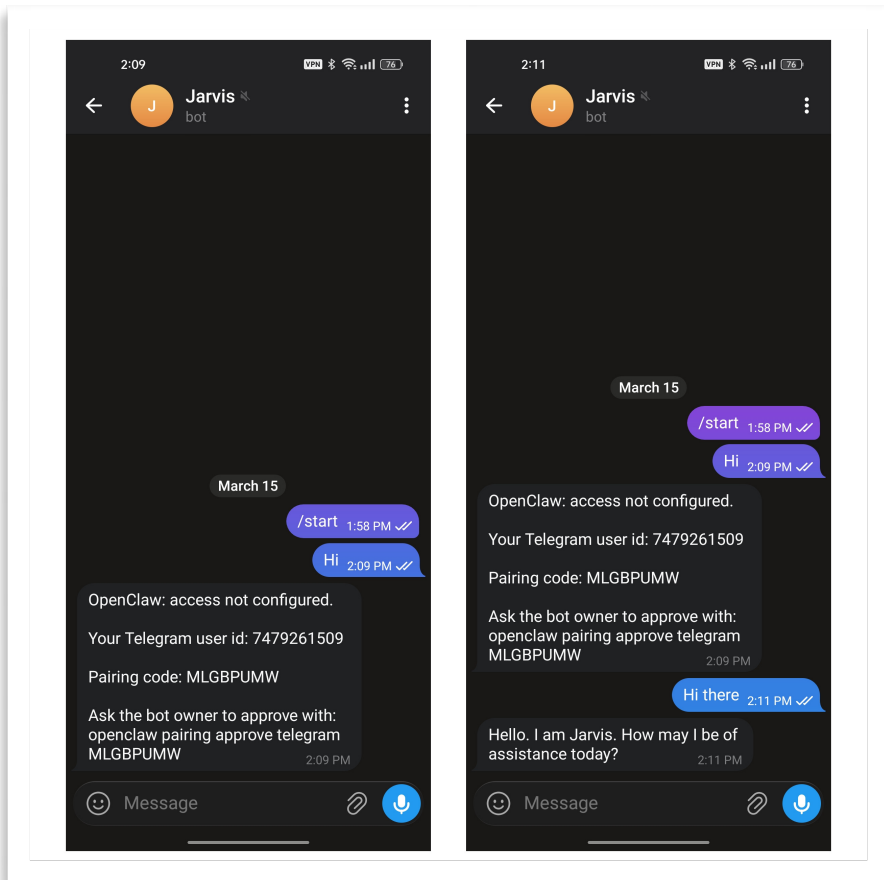 2:09
VPN 76
J
Jarvis
bot
March 15
/start 1:58 PM
Hi 2:09 PM
OpenClaw: access not configured.
Your Telegram user id: 7479261509
Pairing code: MLGBPUMW
Ask the bot owner to approve with:
openclaw pairing approve telegram
MLGBPUMW
2:09 PM
Message
2:11
VPN 76
J
Jarvis
bot
March 15
/start 1:58 PM
Hi 2:09 PM
OpenClaw: access not configured.
Your Telegram user id: 7479261509
Pairing code: MLGBPUMW
Ask the bot owner to approve with:
openclaw pairing approve telegram
MLGBPUMW
2:09 PM
Hi there 2:11 PM
Hello. I am Jarvis. How may I be of
assistance today?
2:11 PM
Message